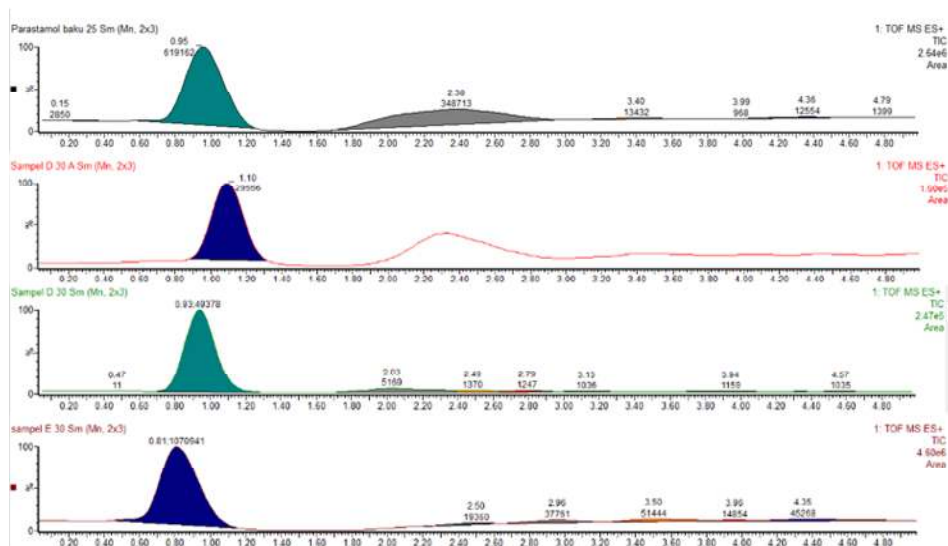 Parastamol baku 25 Sm (Mn, 2x3)
1: TOF MS ES+
TIC
2.64e6
Area
0.95
619162
0.15
2850
2.38
348713
3.40
13432
3.99
968
4.36
12554
4.79
1399
100
%
0
0.20 0.40 0.60 0.80 1.00 1.20 1.40 1.60 1.80 2.00 2.20 2.40 2.60 2.80 3.00 3.20 3.40 3.60 3.80 4.00 4.20 4.40 4.60 4.80
Sampel D 30 A Sm (Mn, 2x3)
1: TOF MS ES+
TIC
Area
1.10
100
%
0
0.20 0.40 0.60 0.80 1.00 1.20 1.40 1.60 1.80 2.00 2.20 2.40 2.60 2.80 3.00 3.20 3.40 3.60 3.80 4.00 4.20 4.40 4.60 4.80
Sampel D 30 Sm (Mn, 2x3)
1: TOF MS ES+
TIC
2.47e5
Area
0.93;49378
0.47
11
2.03
5169
2.49
1370
2.79
1247
3.13
1036
3.94
1158
4.57
1035
100
%
0
0.20 0.40 0.60 0.80 1.00 1.20 1.40 1.60 1.80 2.00 2.20 2.40 2.60 2.80 3.00 3.20 3.40 3.60 3.80 4.00 4.20 4.40 4.60 4.80
sampel E 30 Sm (Mn, 2x3)
1: TOF MS ES+
TIC
4.60e6
Area
0.81;1070941
2.50
19360
2.96
37761
3.50
51444
3.96
14854
4.35
45268
100
%
0
0.20 0.40 0.60 0.80 1.00 1.20 1.40 1.60 1.80 2.00 2.20 2.40 2.60 2.80 3.00 3.20 3.40 3.60 3.80 4.00 4.20 4.40 4.60 4.80